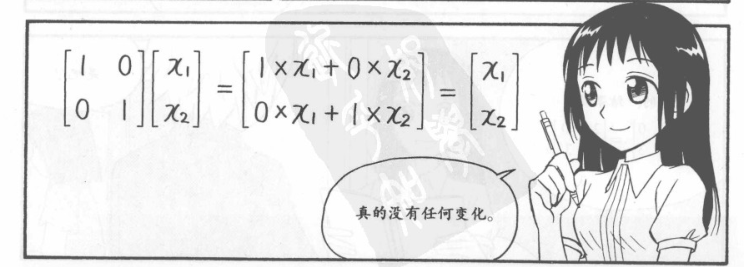 [1 0; 0 1][x₁; x₂] = [1×x₁+0×x₂; 0×x₁+1×x₂] = [x₁; x₂]
真的没有任何变化。